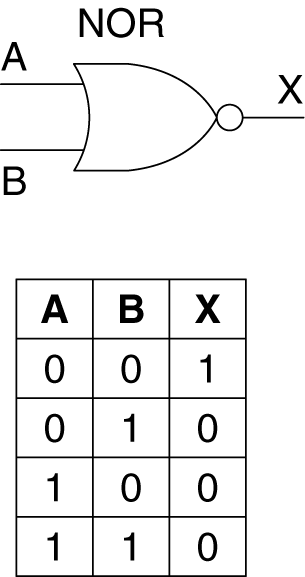 NOR
A
X
B
A B X
0 0 1
0 1 0
1 0 0
1 1 0